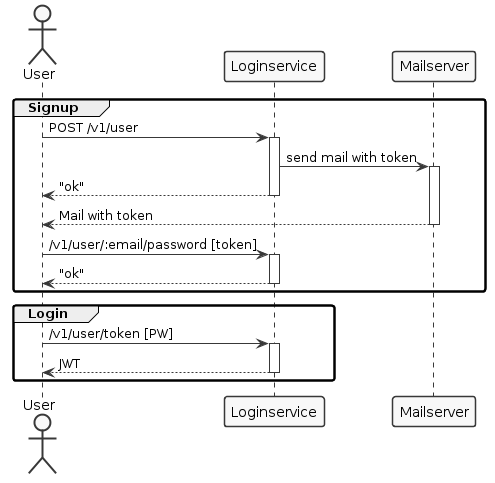 User
Loginservice
Mailserver
Signup
POST /v1/user
send mail with token
"ok"
Mail with token
/v1/user/:email/password [token]
"ok"
Login
/v1/user/token [PW]
JWT
User
Loginservice
Mailserver